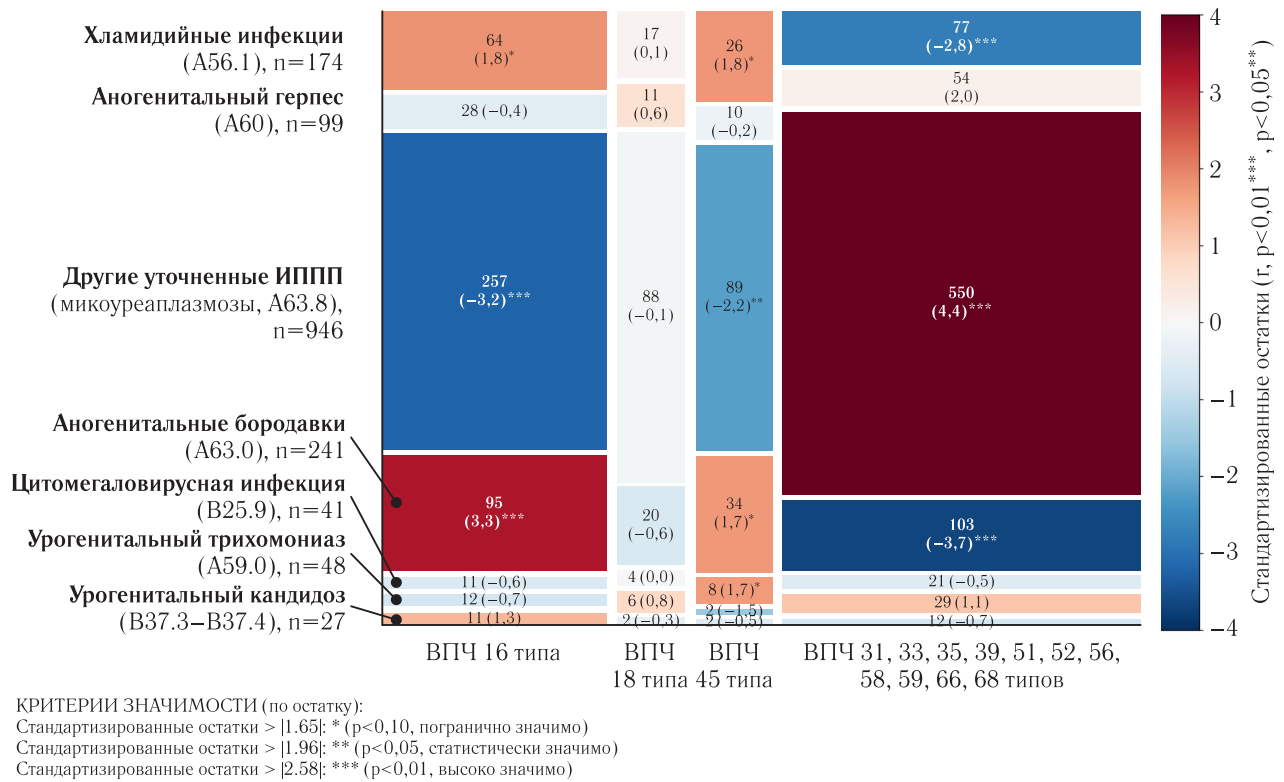 Хламидийные инфекции
(A56.1), n=174
Аногенитальный герпес
(A60), n=99
Другие уточненные ИППП
(микоуреаплазмозы, A63.8),
n=946
Аногенитальные бородавки
(A63.0), n=241
Цитомегаловирусная инфекция
(B25.9), n=41
Урогенитальный трихомониаз
(A59.0), n=48
Урогенитальный кандидоз
(B37.3–B37.4), n=27
64
(1,8)*
28 (−0,4)
257
(−3,2)***
95
(3,3)***
11 (−0,6)
12 (−0,7)
11 (1,3)
17
(0,1)
11
(0,6)
88
(−0,1)
20
(−0,6)
4 (0,0)
6 (0,8)
2 (−0,3)
26
(1,8)*
10
(−0,2)
89
(−2,2)**
34
(1,7)*
8 (1,7)*
2 (−1,5)
2 (−0,5)
77
(−2,8)***
54
(2,0)
550
(4,4)***
103
(−3,7)***
21 (−0,5)
29 (1,1)
12 (−0,7)
ВПЧ 16 типа
ВПЧ
18 типа
ВПЧ
45 типа
ВПЧ 31, 33, 35, 39, 51, 52, 56,
58, 59, 66, 68 типов
4
3
2
1
0
−1
−2
−3
−4
Стандартизированные остатки (r, p<0,01***, p<0,05**)
КРИТЕРИИ ЗНАЧИМОСТИ (по остатку):
Стандартизированные остатки > |1.65|: * (p<0,10, погранично значимо)
Стандартизированные остатки > |1.96|: ** (p<0,05, статистически значимо)
Стандартизированные остатки > |2.58|: *** (p<0,01, высоко значимо)